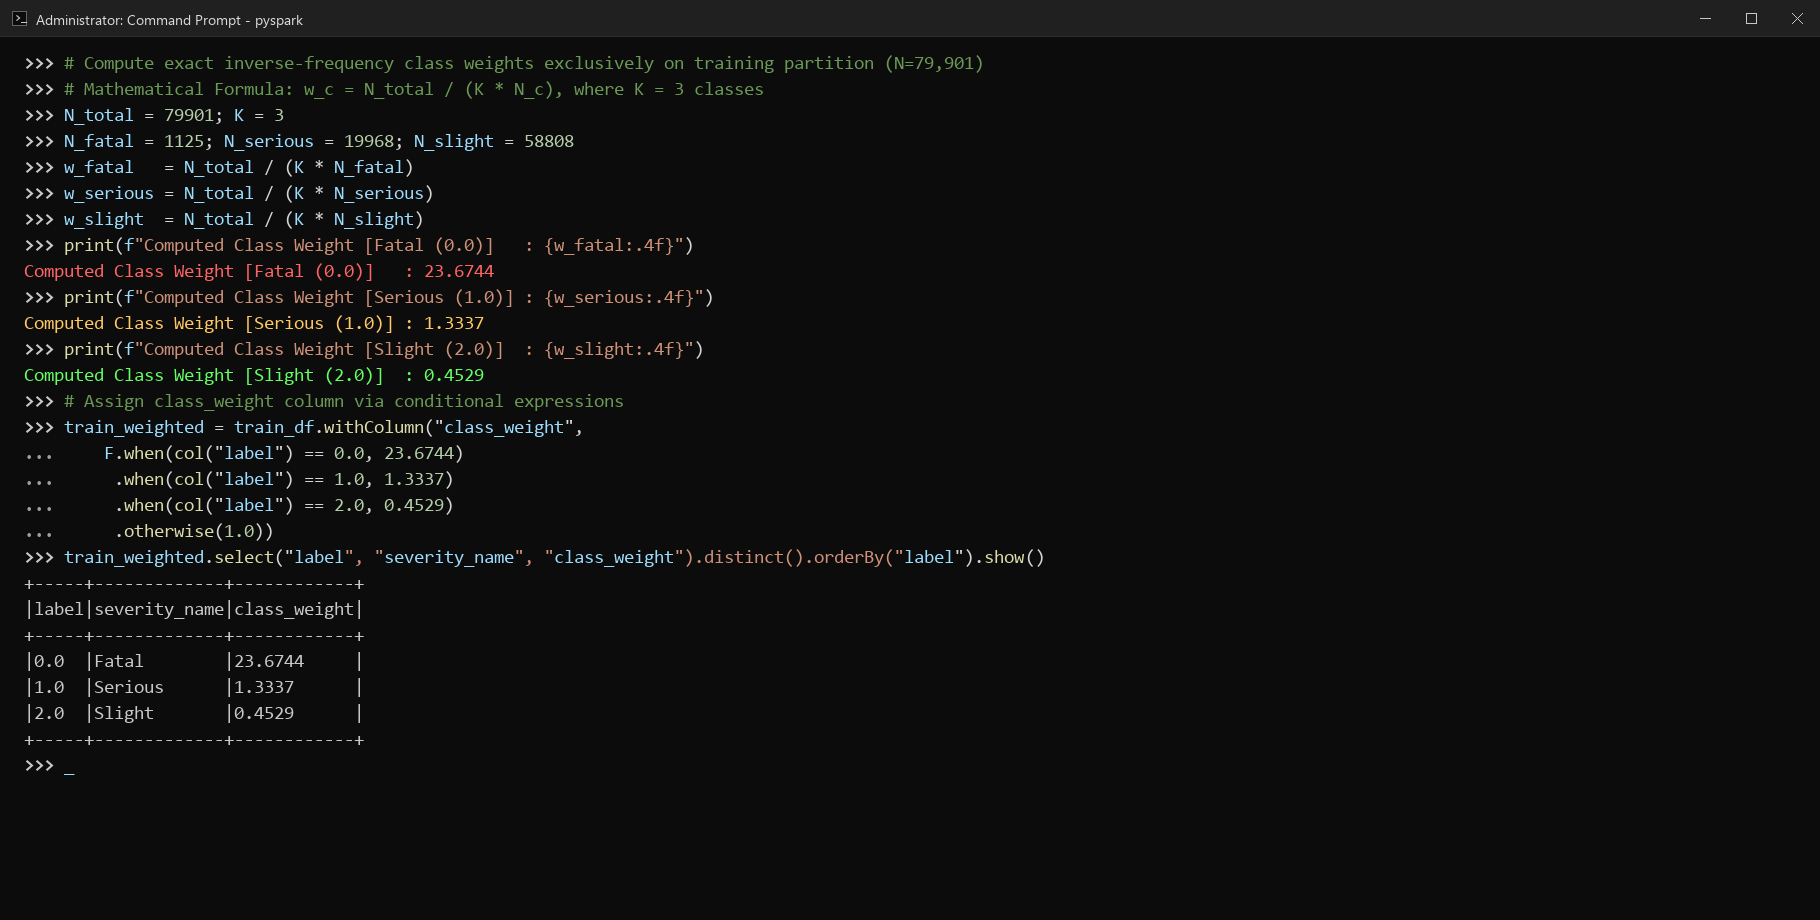 Administrator: Command Prompt - pyspark
>>> # Compute exact inverse-frequency class weights exclusively on training partition (N=79,901)
>>> # Mathematical Formula: w_c = N_total / (K * N_c), where K = 3 classes
>>> N_total = 79901; K = 3
>>> N_fatal = 1125; N_serious = 19968; N_slight = 58808
>>> w_fatal   = N_total / (K * N_fatal)
>>> w_serious = N_total / (K * N_serious)
>>> w_slight  = N_total / (K * N_slight)
>>> print(f"Computed Class Weight [Fatal (0.0)]   : {w_fatal:.4f}")
Computed Class Weight [Fatal (0.0)]   : 23.6744
>>> print(f"Computed Class Weight [Serious (1.0)] : {w_serious:.4f}")
Computed Class Weight [Serious (1.0)] : 1.3337
>>> print(f"Computed Class Weight [Slight (2.0)]  : {w_slight:.4f}")
Computed Class Weight [Slight (2.0)]  : 0.4529
>>> # Assign class_weight column via conditional expressions
>>> train_weighted = train_df.withColumn("class_weight",
...     F.when(col("label") == 0.0, 23.6744)
...      .when(col("label") == 1.0, 1.3337)
...      .when(col("label") == 2.0, 0.4529)
...      .otherwise(1.0))
>>> train_weighted.select("label", "severity_name", "class_weight").distinct().orderBy("label").show()
+-----+-------------+------------+
|label|severity_name|class_weight|
+-----+-------------+------------+
|0.0  |Fatal        |23.6744     |
|1.0  |Serious      |1.3337      |
|2.0  |Slight       |0.4529      |
+-----+-------------+------------+
>>> _